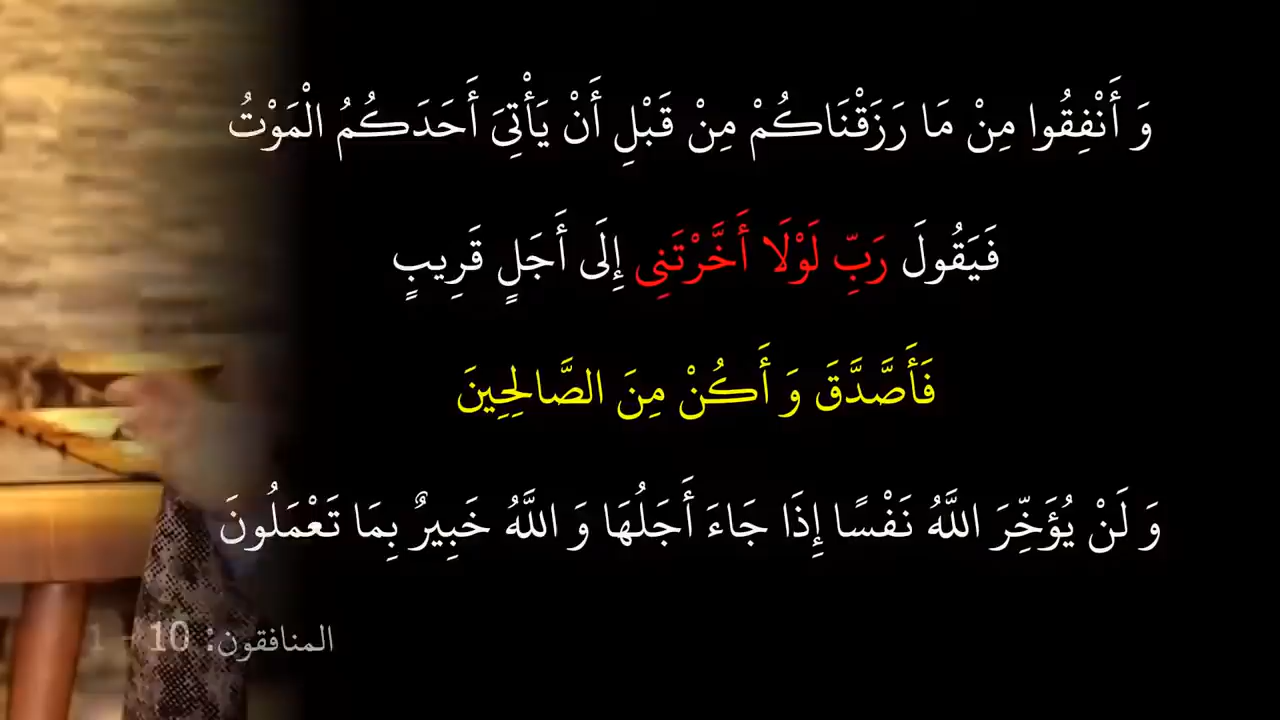 وَ أَنْفِقُوا مِنْ مَا رَزَقْنَاكُمْ مِنْ قَبْلِ أَنْ يَأْتِىَ أَحَدَكُمُ الْمَوْتُ
فَيَقُولَ رَبِّ لَوْلَا أَخَّرْتَنِى إِلَى أَجَلٍ قَرِيبٍ
فَأَصَّدَّقَ وَ أَكُنْ مِنَ الصَّالِحِينَ
وَ لَنْ يُؤَخِّرَ اللَّهُ نَفْسًا إِذَا جَاءَ أَجَلُهَا وَ اللَّهُ خَبِيرٌ بِمَا تَعْمَلُونَ
المنافقون: 10